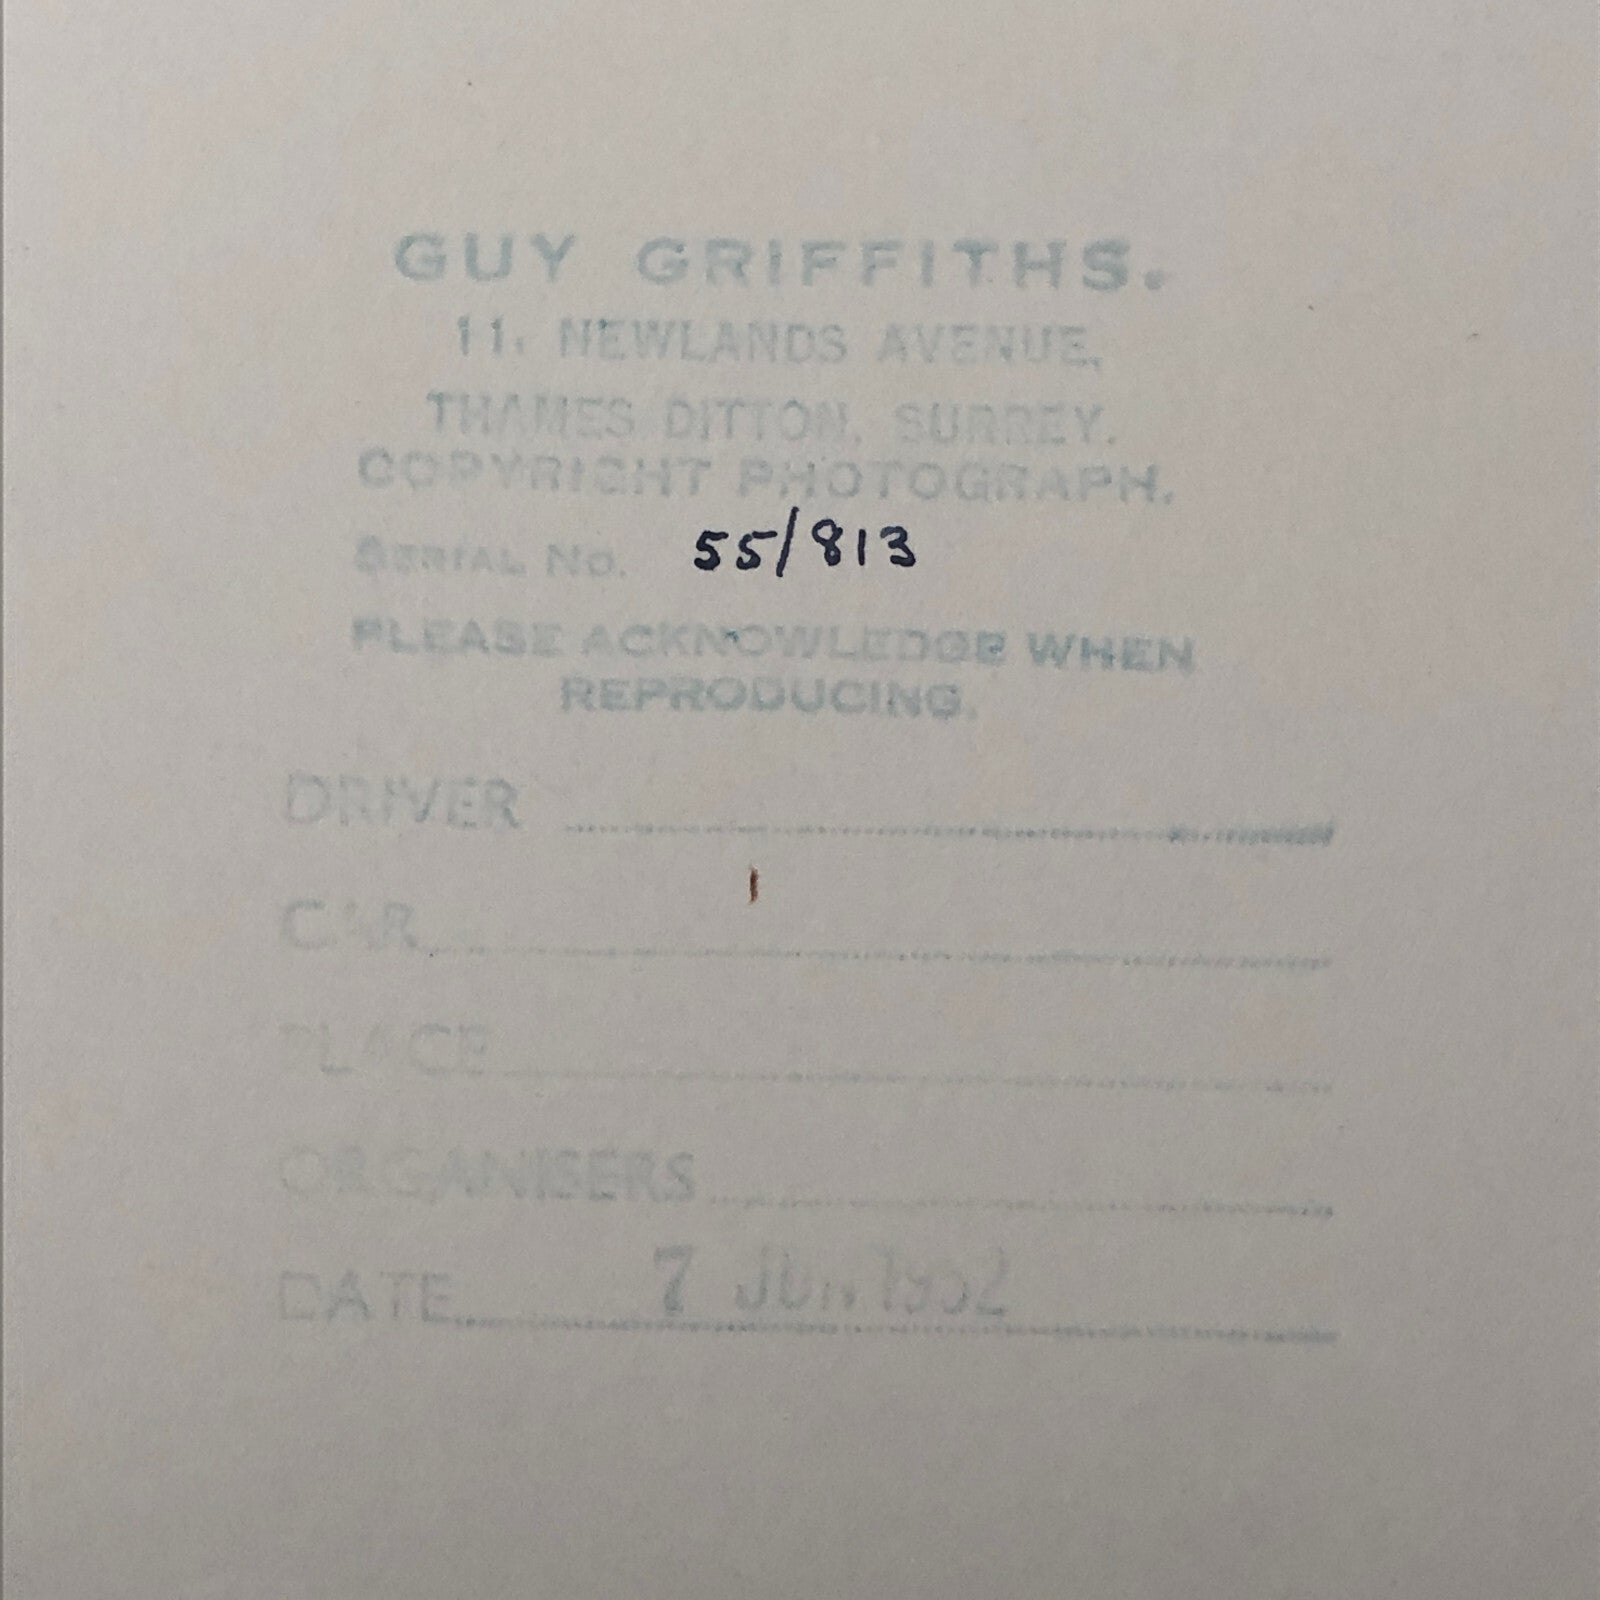 GUY GRIFFITHS.
11, NEWLANDS AVENUE,
THAMES DITTON, SURREY.
COPYRIGHT PHOTOGRAPH.
SERIAL NO. 55/813
PLEASE ACKNOWLEDGE WHEN
REPRODUCING.
DRIVER
CAR
PLACE
ORGANISERS
DATE 7 JUN 1952